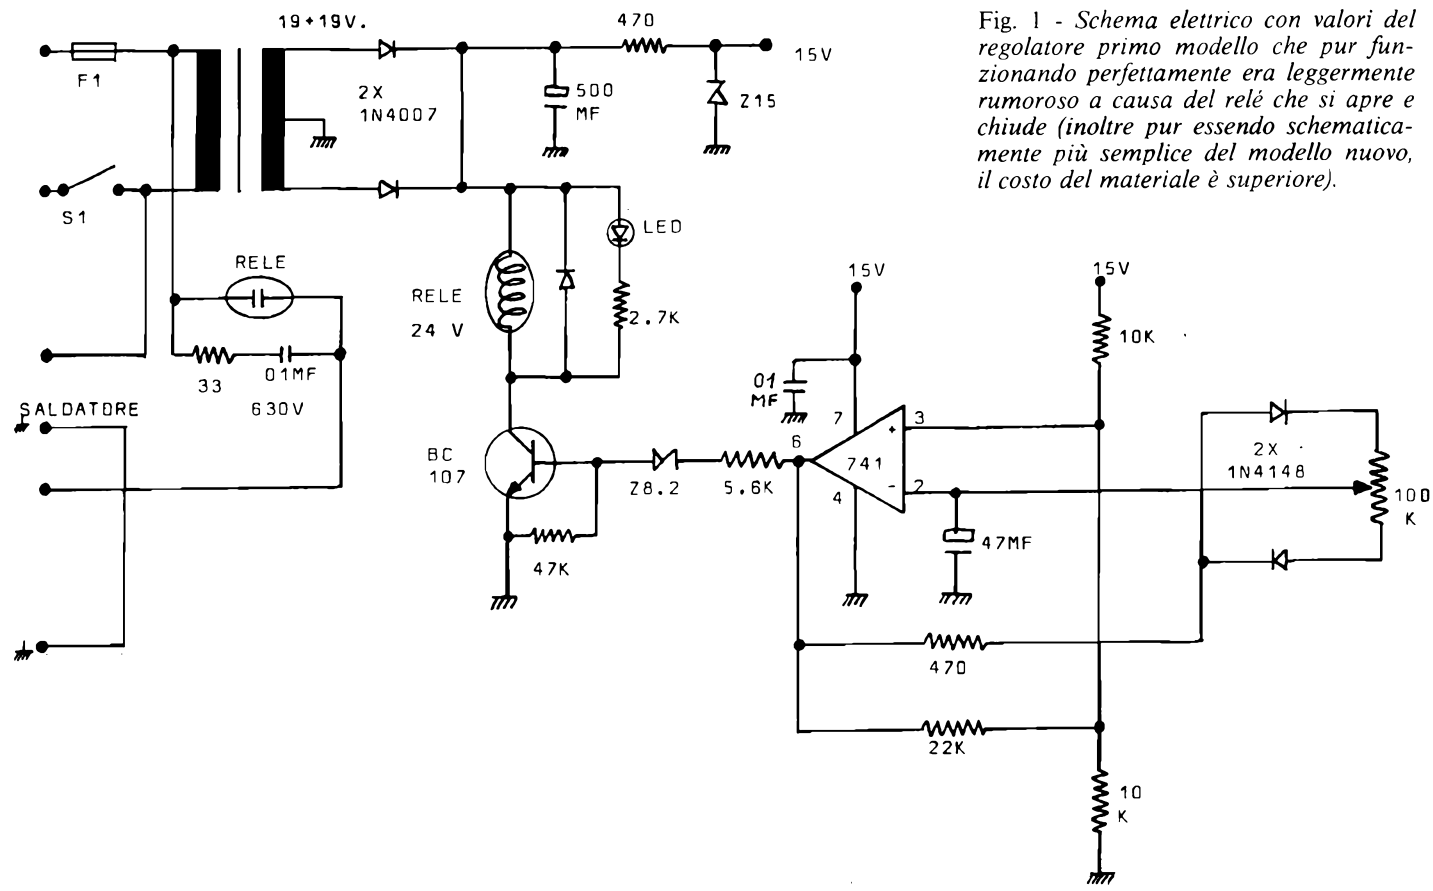 19+19V.
470
15V
F1
2X
1N4007
500
MF
Z15
S1
Fig. 1 - Schema elettrico con valori del
regolatore primo modello che pur fun-
zionando perfettamente era leggermente
rumoroso a causa del relé che si apre e
chiude (inoltre pur essendo schematica-
mente più semplice del modello nuovo,
il costo del materiale è superiore).
LED
RELE
RELE
24 V
2.7K
33
01MF
630V
SALDATORE
15V
15V
10K
01
MF
7
3
+
6
741
-
2
4
BC
107
Z8.2
5.6K
47K
47MF
2X
1N4148
100
K
470
22K
10
K